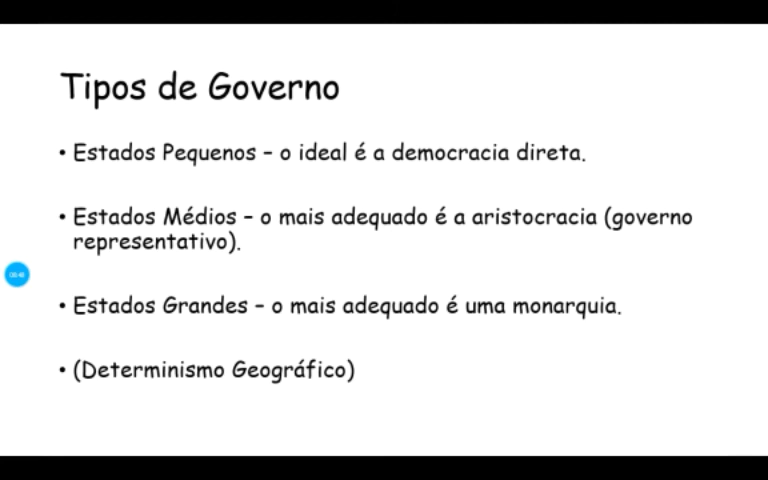 Tipos de Governo
• Estados Pequenos – o ideal é a democracia direta.
• Estados Médios – o mais adequado é a aristocracia (governo
representativo).
• Estados Grandes – o mais adequado é uma monarquia.
• (Determinismo Geográfico)